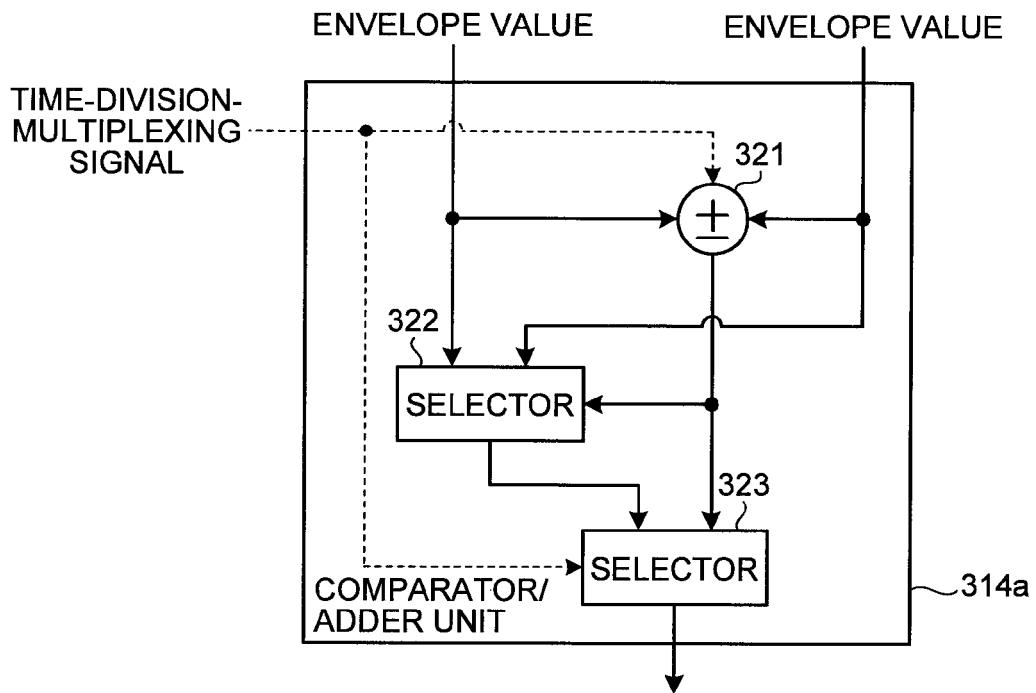 ENVELOPE VALUE
ENVELOPE VALUE
TIME-DIVISION-
MULTIPLEXING
SIGNAL
321
±
322
SELECTOR
323
SELECTOR
COMPARATOR/
ADDER UNIT
314a